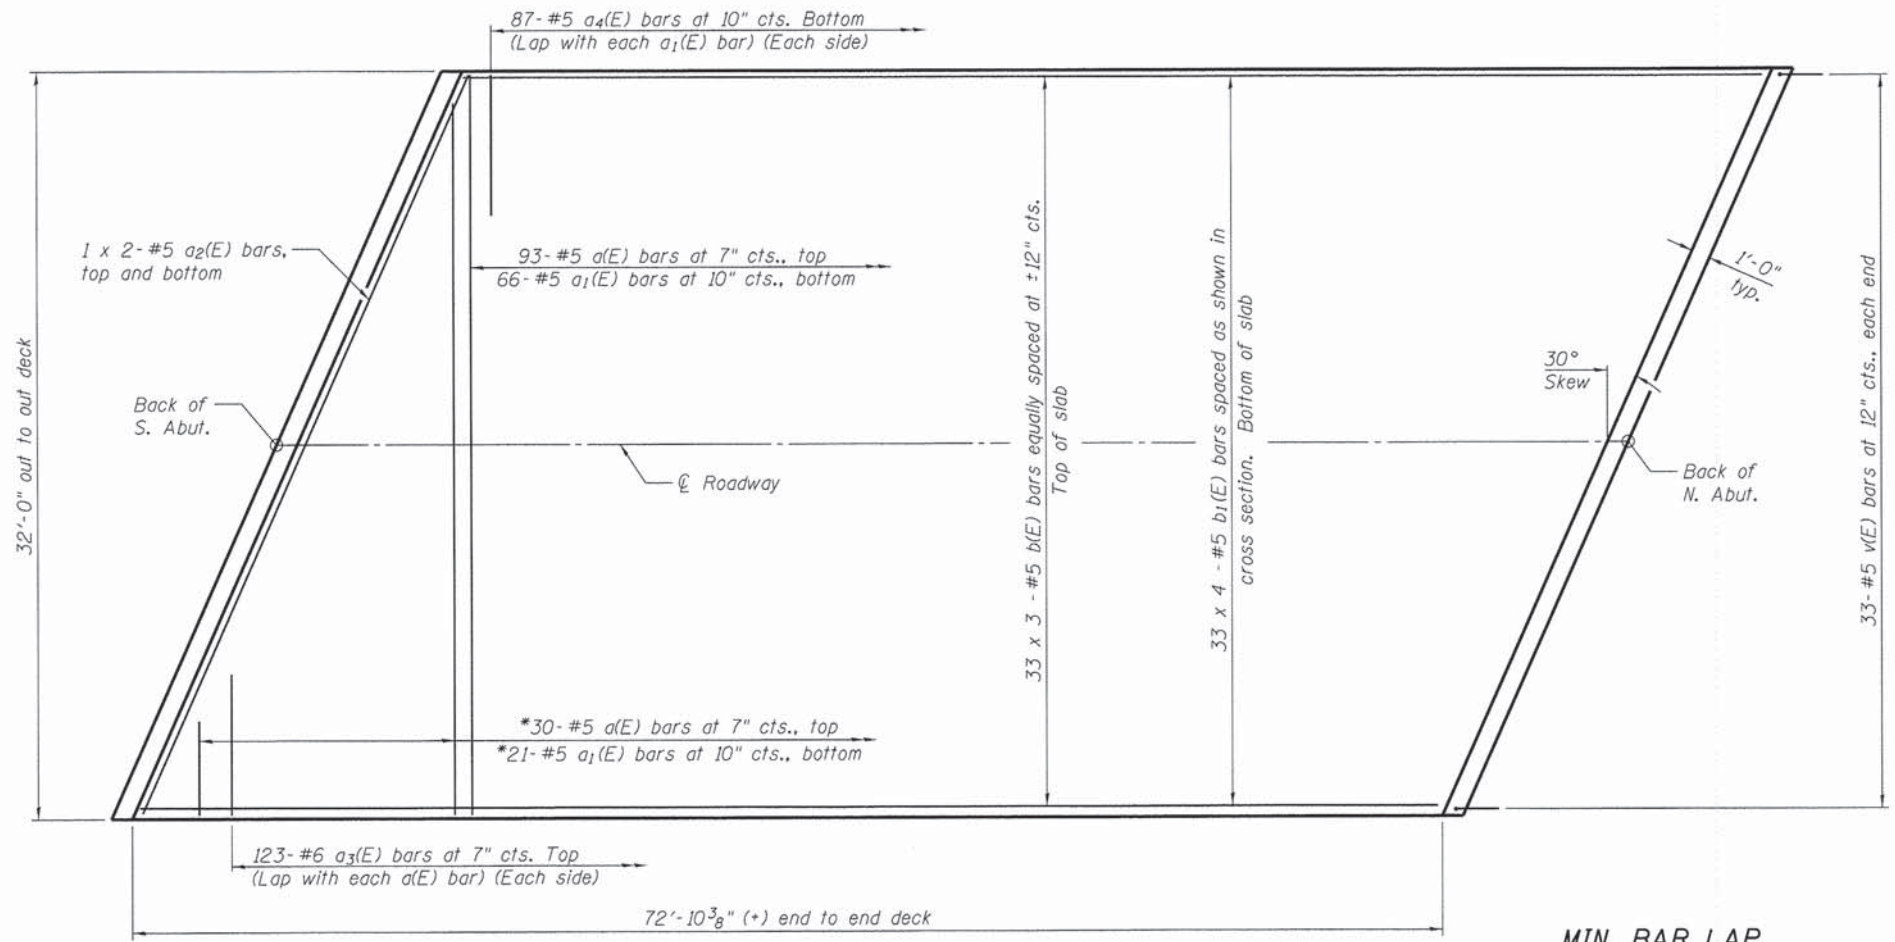 87- #5 a4(E) bars at 10" cts. Bottom
(Lap with each a1(E) bar) (Each side)
1 x 2- #5 a2(E) bars,
top and bottom
93- #5 a(E) bars at 7" cts., top
66- #5 a1(E) bars at 10" cts., bottom
32'-0" out to out deck
Back of
S. Abut.
℄ Roadway
33 x 3 - #5 b(E) bars equally spaced at ±12" cts.
Top of slab
33 x 4 - #5 b1(E) bars spaced as shown in
cross section. Bottom of slab
1'-0"
typ.
30°
Skew
Back of
N. Abut.
33- #5 v(E) bars at 12" cts., each end
*30- #5 a(E) bars at 7" cts., top
*21- #5 a1(E) bars at 10" cts., bottom
123- #6 a3(E) bars at 7" cts. Top
(Lap with each a(E) bar) (Each side)
72'-10 3/8" (+) end to end deck
MIN. BAR LAP